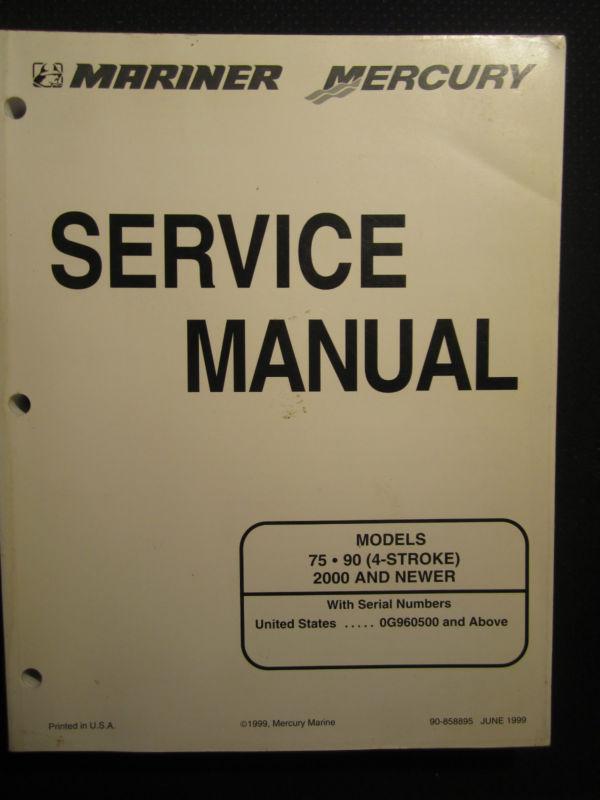 MARINER MERCURY
SERVICE
MANUAL
MODELS
75 • 90 (4-STROKE)
2000 AND NEWER
With Serial Numbers
United States ..... 0G960500 and Above
Printed in U.S.A. ©1999, Mercury Marine 90-858895 JUNE 1999